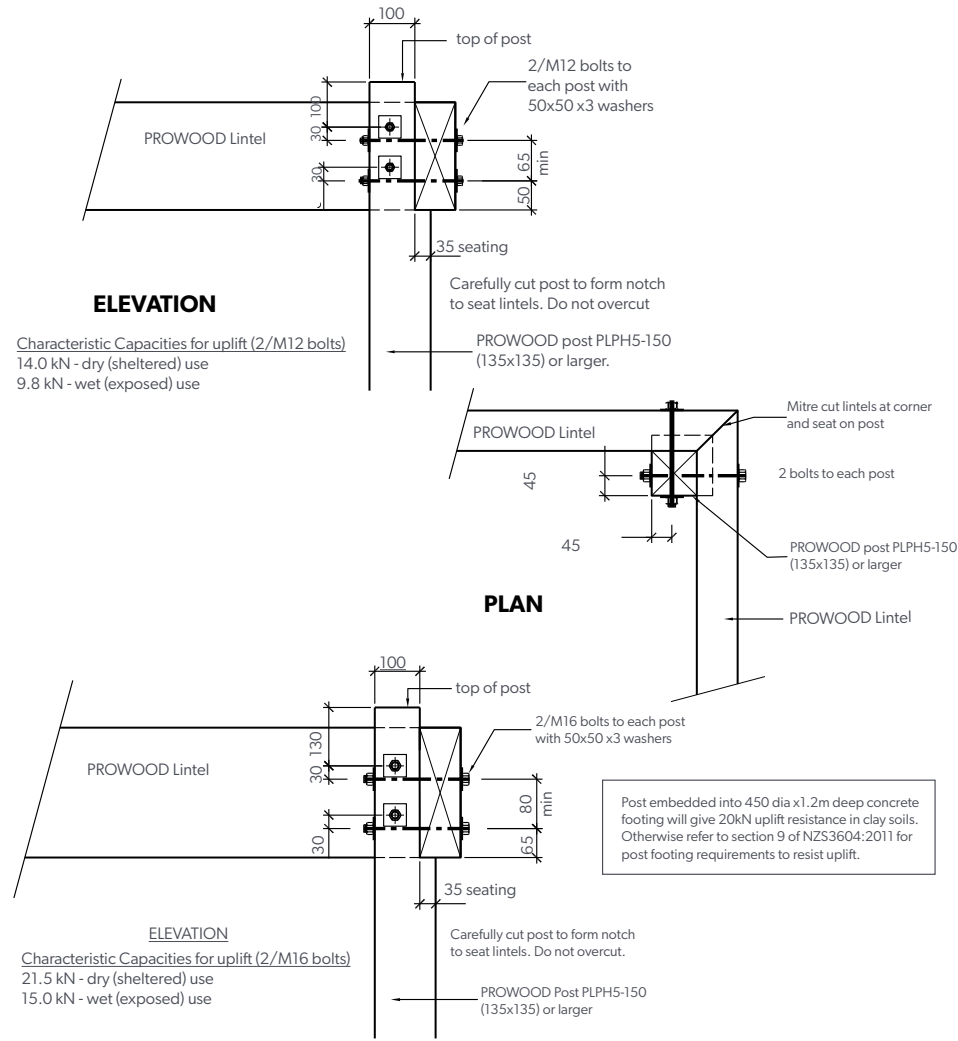 100
top of post
2/M12 bolts to
each post with
50x50 x3 washers
100
30
30
PROWOOD Lintel
65
min
50
35 seating
Carefully cut post to form notch
to seat lintels. Do not overcut
ELEVATION
Characteristic Capacities for uplift (2/M12 bolts)
14.0 kN - dry (sheltered) use
9.8 kN - wet (exposed) use
PROWOOD post PLPH5-150
(135x135) or larger.
Mitre cut lintels at corner
and seat on post
PROWOOD Lintel
2 bolts to each post
45
45
PROWOOD post PLPH5-150
(135x135) or larger
PLAN
PROWOOD Lintel
100
top of post
2/M16 bolts to each post
with 50x50 x3 washers
130
30
30
PROWOOD Lintel
80
min
65
Post embedded into 450 dia x1.2m deep concrete
footing will give 20kN uplift resistance in clay soils.
Otherwise refer to section 9 of NZS3604:2011 for
post footing requirements to resist uplift.
35 seating
ELEVATION
Characteristic Capacities for uplift (2/M16 bolts)
21.5 kN - dry (sheltered) use
15.0 kN - wet (exposed) use
Carefully cut post to form notch
to seat lintels. Do not overcut.
PROWOOD Post PLPH5-150
(135x135) or larger